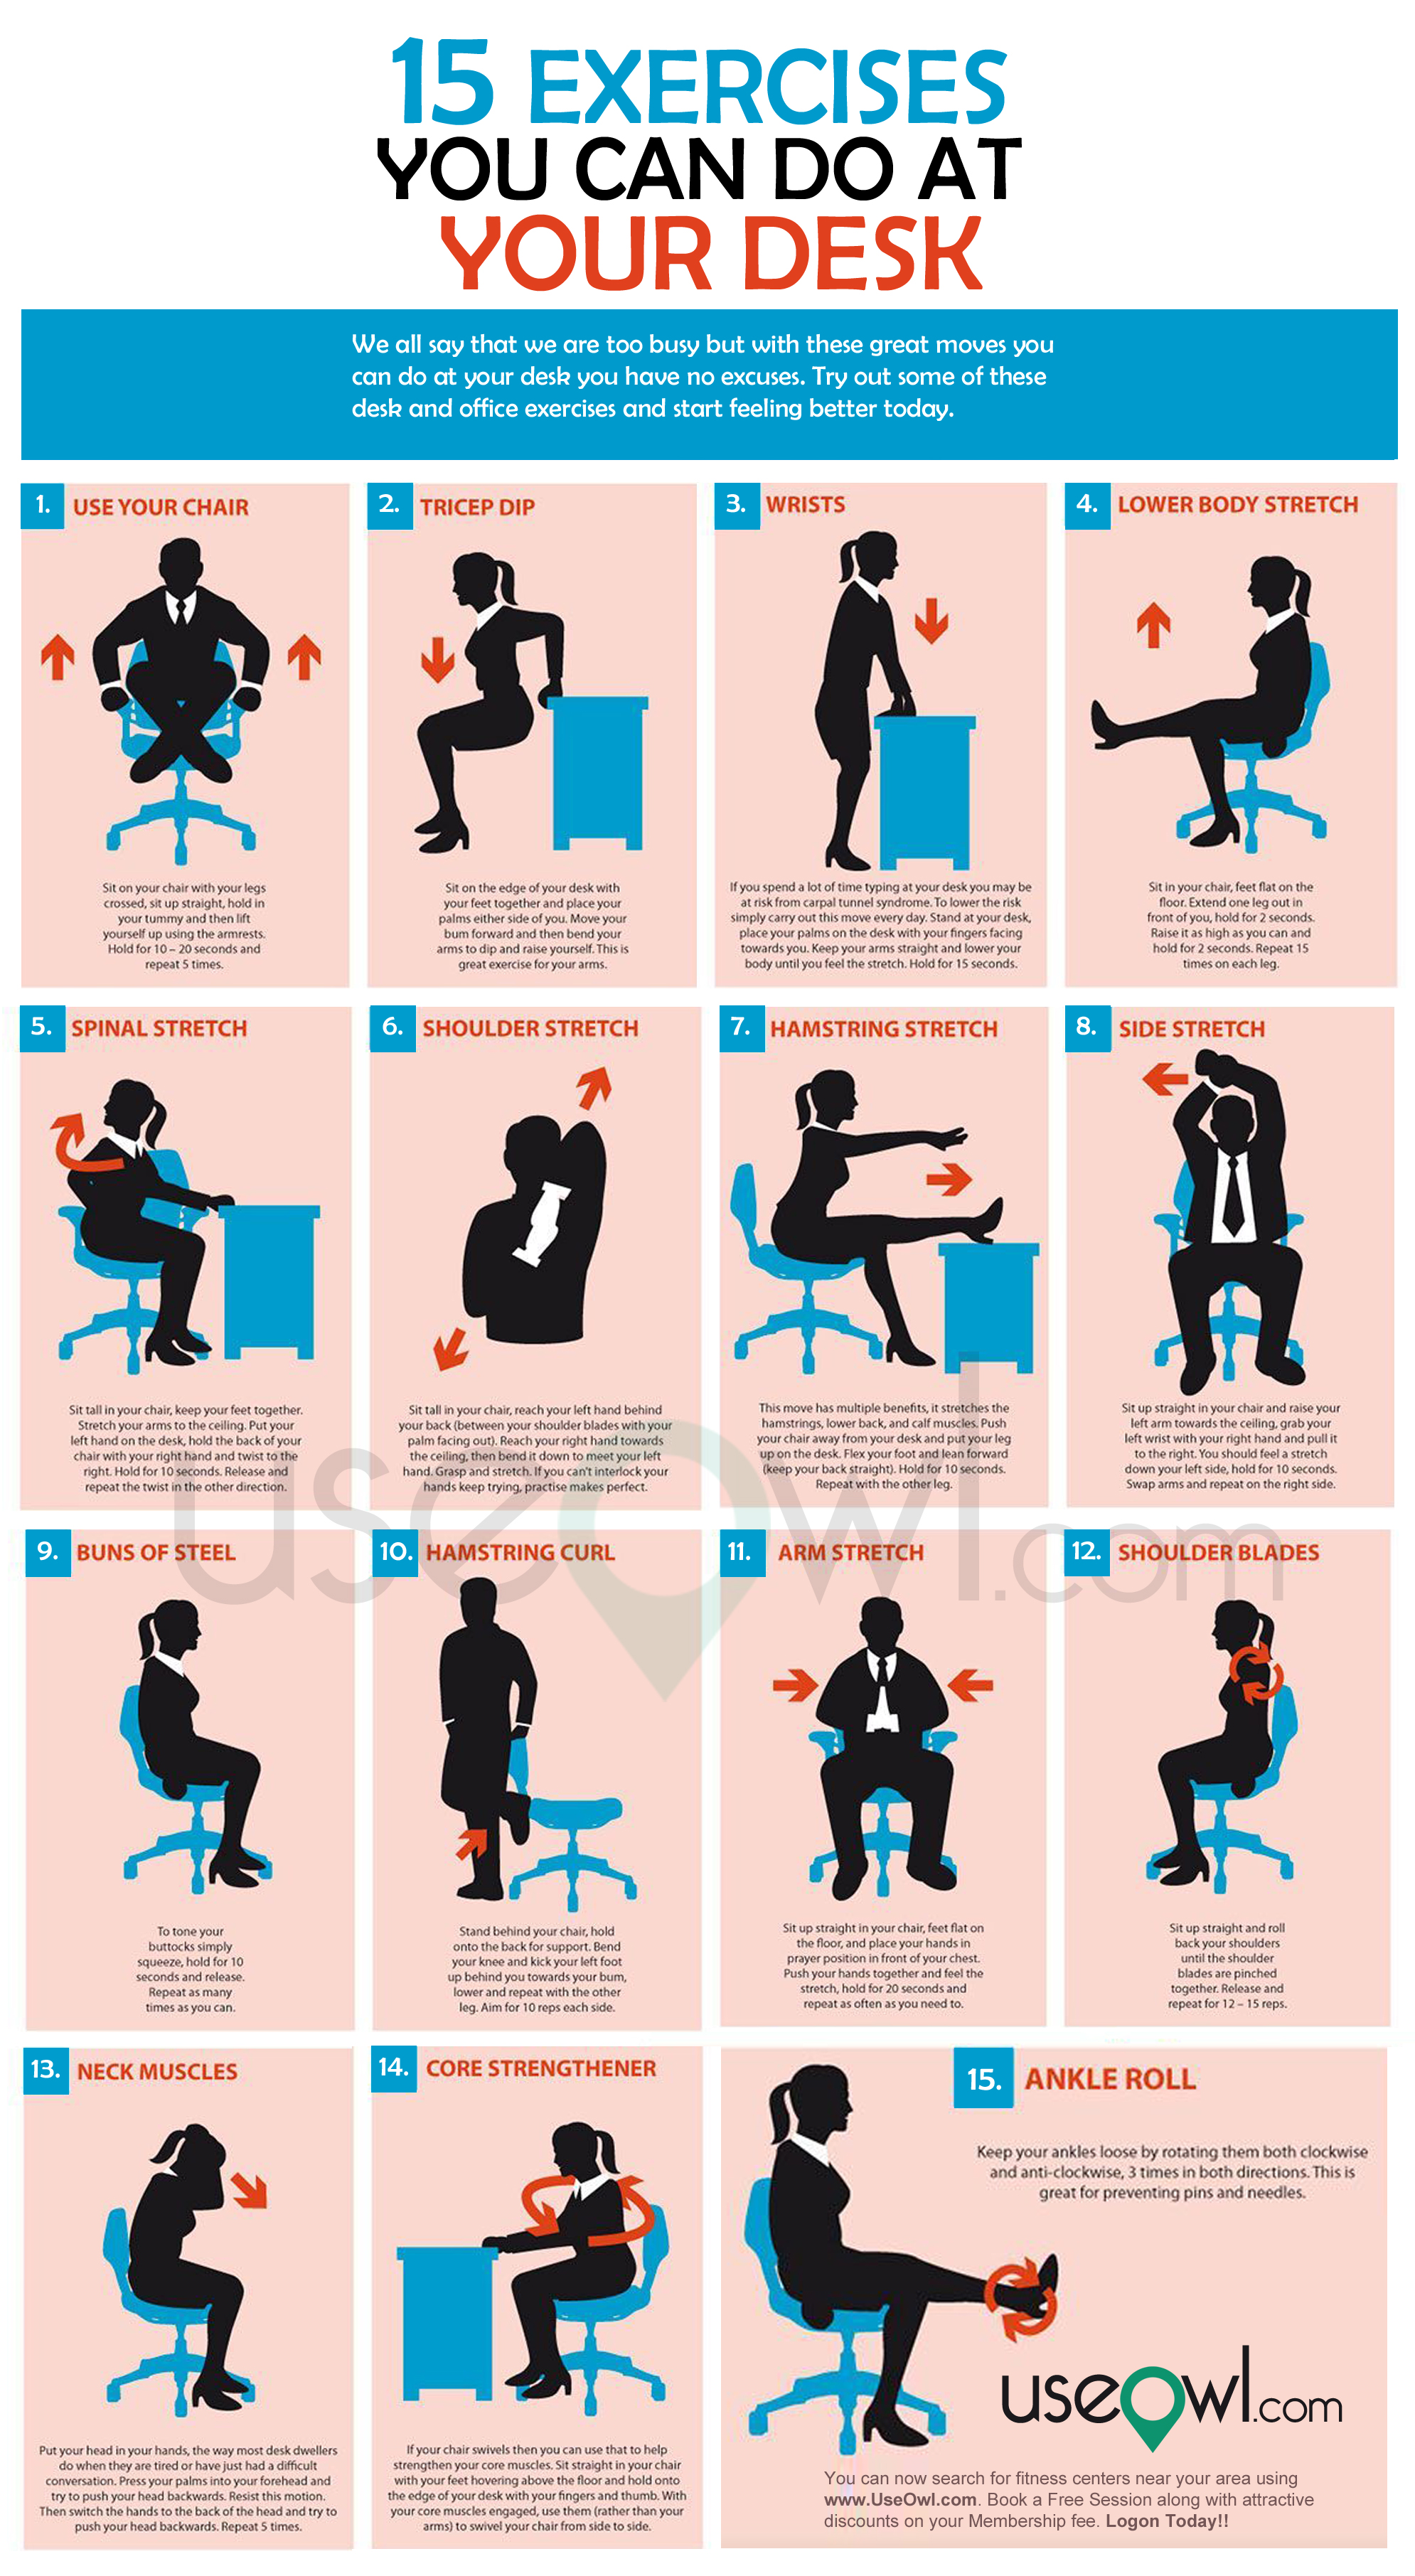 15 EXERCISES
YOU CAN DO AT
YOUR DESK
We all say that we are too busy but with these great moves you
can do at your desk you have no excuses. Try out some of these
desk and office exercises and start feeling better today.
1. USE YOUR CHAIR
Sit on your chair with your legs
crossed, sit up straight, hold in
your tummy and then lift
yourself up using the armrests.
Hold for 10 – 20 seconds and
repeat 5 times.
2. TRICEP DIP
Sit on the edge of your desk with
your feet together and place your
palms either side of you. Move your
bum forward and then bend your
arms to dip and raise yourself. This is
great exercise for your arms.
3. WRISTS
If you spend a lot of time typing at your desk you may be
at risk from carpal tunnel syndrome. To lower the risk
simply carry out this move every day. Stand at your desk,
place your palms on the desk with your fingers facing
towards you. Keep your arms straight and lower your
body until you feel the stretch. Hold for 15 seconds.
4. LOWER BODY STRETCH
Sit in your chair, feet flat on the
floor. Extend one leg out in
front of you, hold for 2 seconds.
Raise it as high as you can and
hold for 2 seconds. Repeat 15
times on each leg.
5. SPINAL STRETCH
Sit tall in your chair, keep your feet together.
Stretch your arms to the ceiling. Put your
left hand on the desk, hold the back of your
chair with your right hand and twist to the
right. Hold for 10 seconds. Release and
repeat the twist in the other direction.
6. SHOULDER STRETCH
Sit tall in your chair, reach your left hand behind
your back (between your shoulder blades with your
palm facing out). Reach your right hand towards
the ceiling, then bend it down to meet your left
hand. Grasp and stretch. If you can't interlock your
hands keep trying, practise makes perfect.
7. HAMSTRING STRETCH
This move has multiple benefits, it stretches the
hamstrings, lower back, and calf muscles. Push
your chair away from your desk and put your leg
up on the desk. Flex your foot and lean forward
(keep your back straight). Hold for 10 seconds.
Repeat with the other leg.
8. SIDE STRETCH
Sit up straight in your chair and raise your
left arm towards the ceiling, grab your
left wrist with your right hand and pull it
to the right. You should feel a stretch
down your left side, hold for 10 seconds.
Swap arms and repeat on the right side.
useOwl.com
9. BUNS OF STEEL
To tone your
buttocks simply
squeeze, hold for 10
seconds and release.
Repeat as many
times as you can.
10. HAMSTRING CURL
Stand behind your chair, hold
onto the back for support. Bend
your knee and kick your left foot
up behind you towards your bum,
lower and repeat with the other
leg. Aim for 10 reps each side.
11. ARM STRETCH
Sit up straight in your chair, feet flat on
the floor, and place your hands in
prayer position in front of your chest.
Push your hands together and feel the
stretch, hold for 20 seconds and
repeat as often as you need to.
12. SHOULDER BLADES
Sit up straight and roll
back your shoulders
until the shoulder
blades are pinched
together. Release and
repeat for 12 – 15 reps.
13. NECK MUSCLES
Put your head in your hands, the way most desk dwellers
do when they are tired or have just had a difficult
conversation. Press your palms into your forehead and
try to push your head backwards. Resist this motion.
Then switch the hands to the back of the head and try to
push your head backwards. Repeat 5 times.
14. CORE STRENGTHENER
If your chair swivels then you can use that to help
strengthen your core muscles. Sit straight in your chair
with your feet hovering above the floor and hold onto
the edge of your desk with your fingers and thumb. With
your core muscles engaged, use them (rather than your
arms) to swivel your chair from side to side.
15. ANKLE ROLL
Keep your ankles loose by rotating them both clockwise
and anti-clockwise, 3 times in both directions. This is
great for preventing pins and needles.
useOwl.com
You can now search for fitness centers near your area using
www.UseOwl.com. Book a Free Session along with attractive
discounts on your Membership fee. Logon Today!!